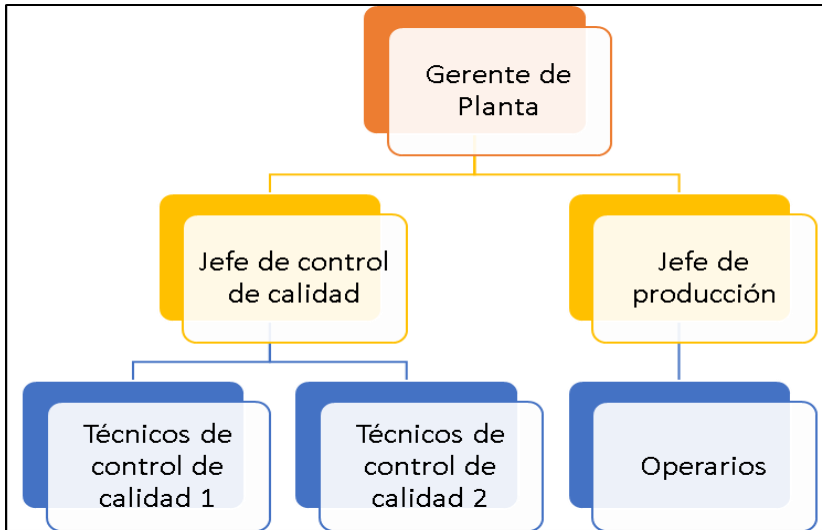 Gerente de
Planta
Jefe de control
de calidad
Jefe de
producción
Técnicos de
control de
calidad 1
Técnicos de
control de
calidad 2
Operarios